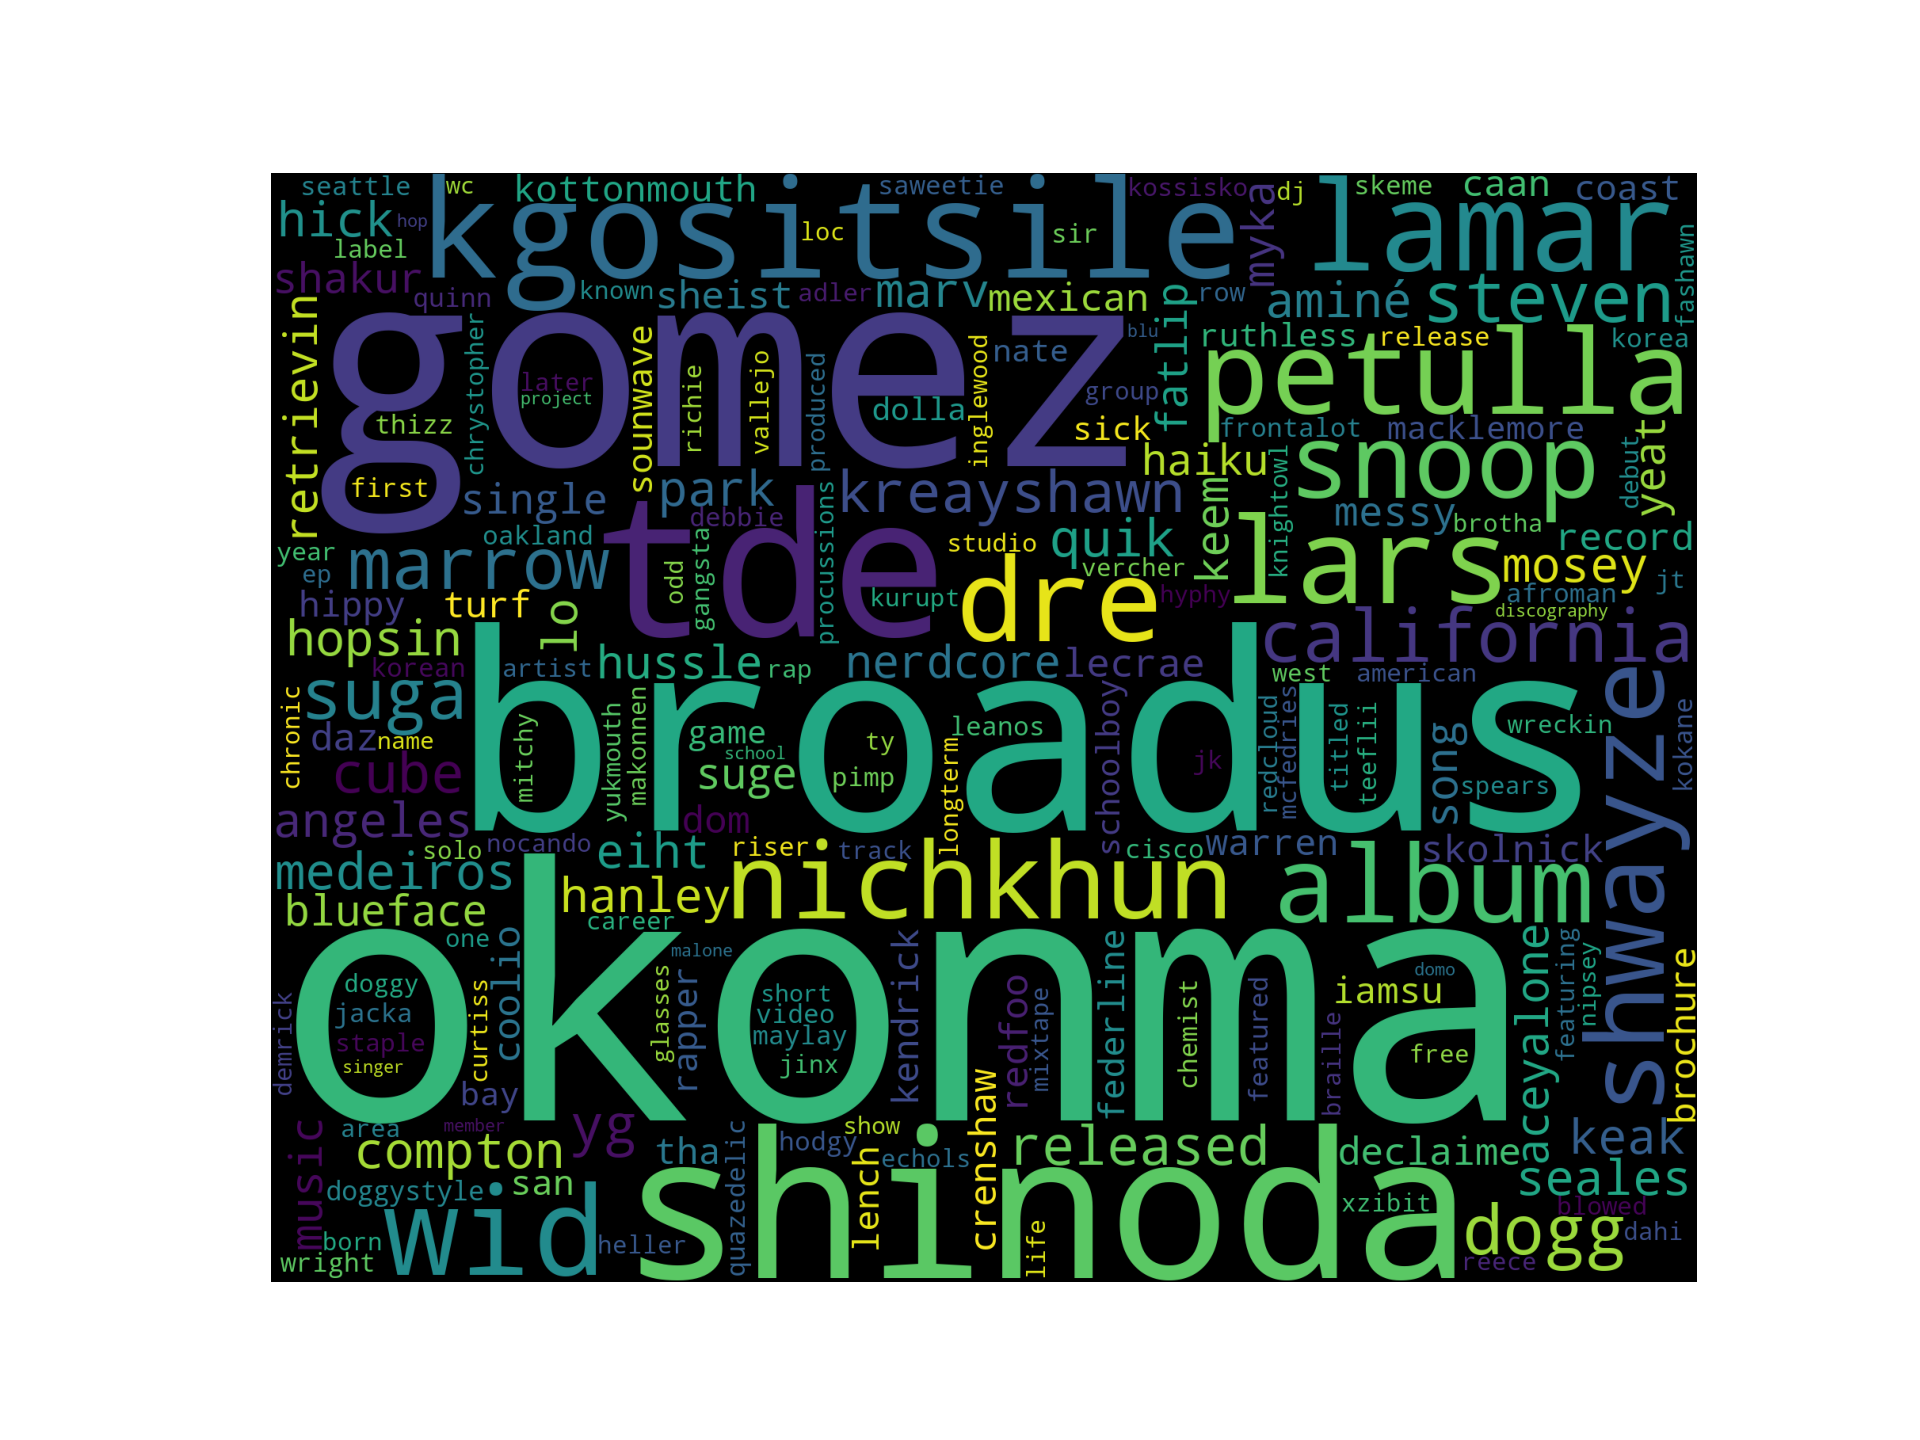 seattle
wc
kottonmouth
saweetie
kossisko
dj
skeme
caan
coast
hick
hop
kgositsile
loc
sir
myka
lamar
label
shakur
quinn
known
sheist
adler
marv
mexican
fatlip
row
aminé
steven
fashawn
retrievin
chrystopher
gomez
later
project
thizz
first
sounwave
richie
vallejo
produced
dolla
inglewood
nate
blu
group
sick
ruthless
release
korea
petulla
frontalot
macklemore
yeat
haiku
snoop
debut
single
park
kreayshawn
knightowl
messy
brotha
record
year
oakland
debbie
tde
procussions
studio
quik
keem
lars
mosey
jt
ep
marrow
odd
gangsta
kurupt
dre
vercher
hyphy
afroman
discography
hippy
turf
lo
hopsin
korean
artist
hussle
rap
nerdcore
lecrae
california
west
american
chronic
suga
broadus
shwayze
daz
name
mitchy
yukmouth
makonnen
game
school
suge
ty
pimp
leanos
longterm
schoolboy
jk
redcloud
mcfedries
titled
teeflii
song
wreckin
spears
kokane
cube
angeles
dom
solo
nocando
eiht
riser
track
cisco
warren
skolnick
medeiros
hanley
nichkhun
album
blueface
career
one
coolio
okonma
malone
doggy
jacka
staple
singer
demrick
curtiss
glasses
rapper
short
video
maylay
jinx
kendrick
redfoo
mixtape
federline
chemist
featured
braille
iamsu
domo
free
aceyalone
featuring
nipsey
brochure
bay
music
area
member
compton
yg
tha
quazedelic
hodgy
show
lench
echols
crenshaw
released
declaime
keak
seales
doggystyle
san
wid
shinoda
xzibit
blowed
dogg
dahi
born
wright
heller
life
reece